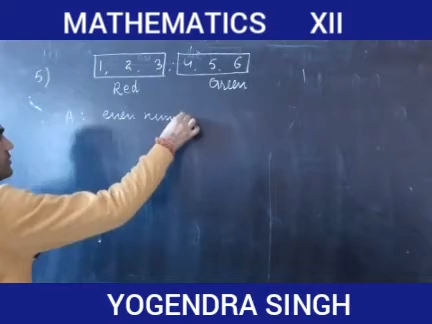 MATHEMATICS XII
5) 1, 2, 3, 4, 5, 6
Red Green
A: even num
YOGENDRA SINGH